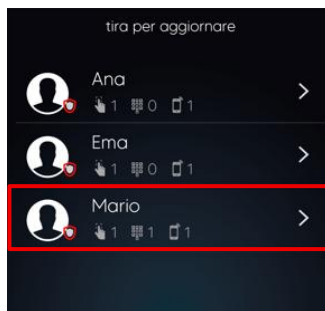 tira per aggiornare
Ana
1 0 1
Ema
1 0 1
Mario
1 1 1